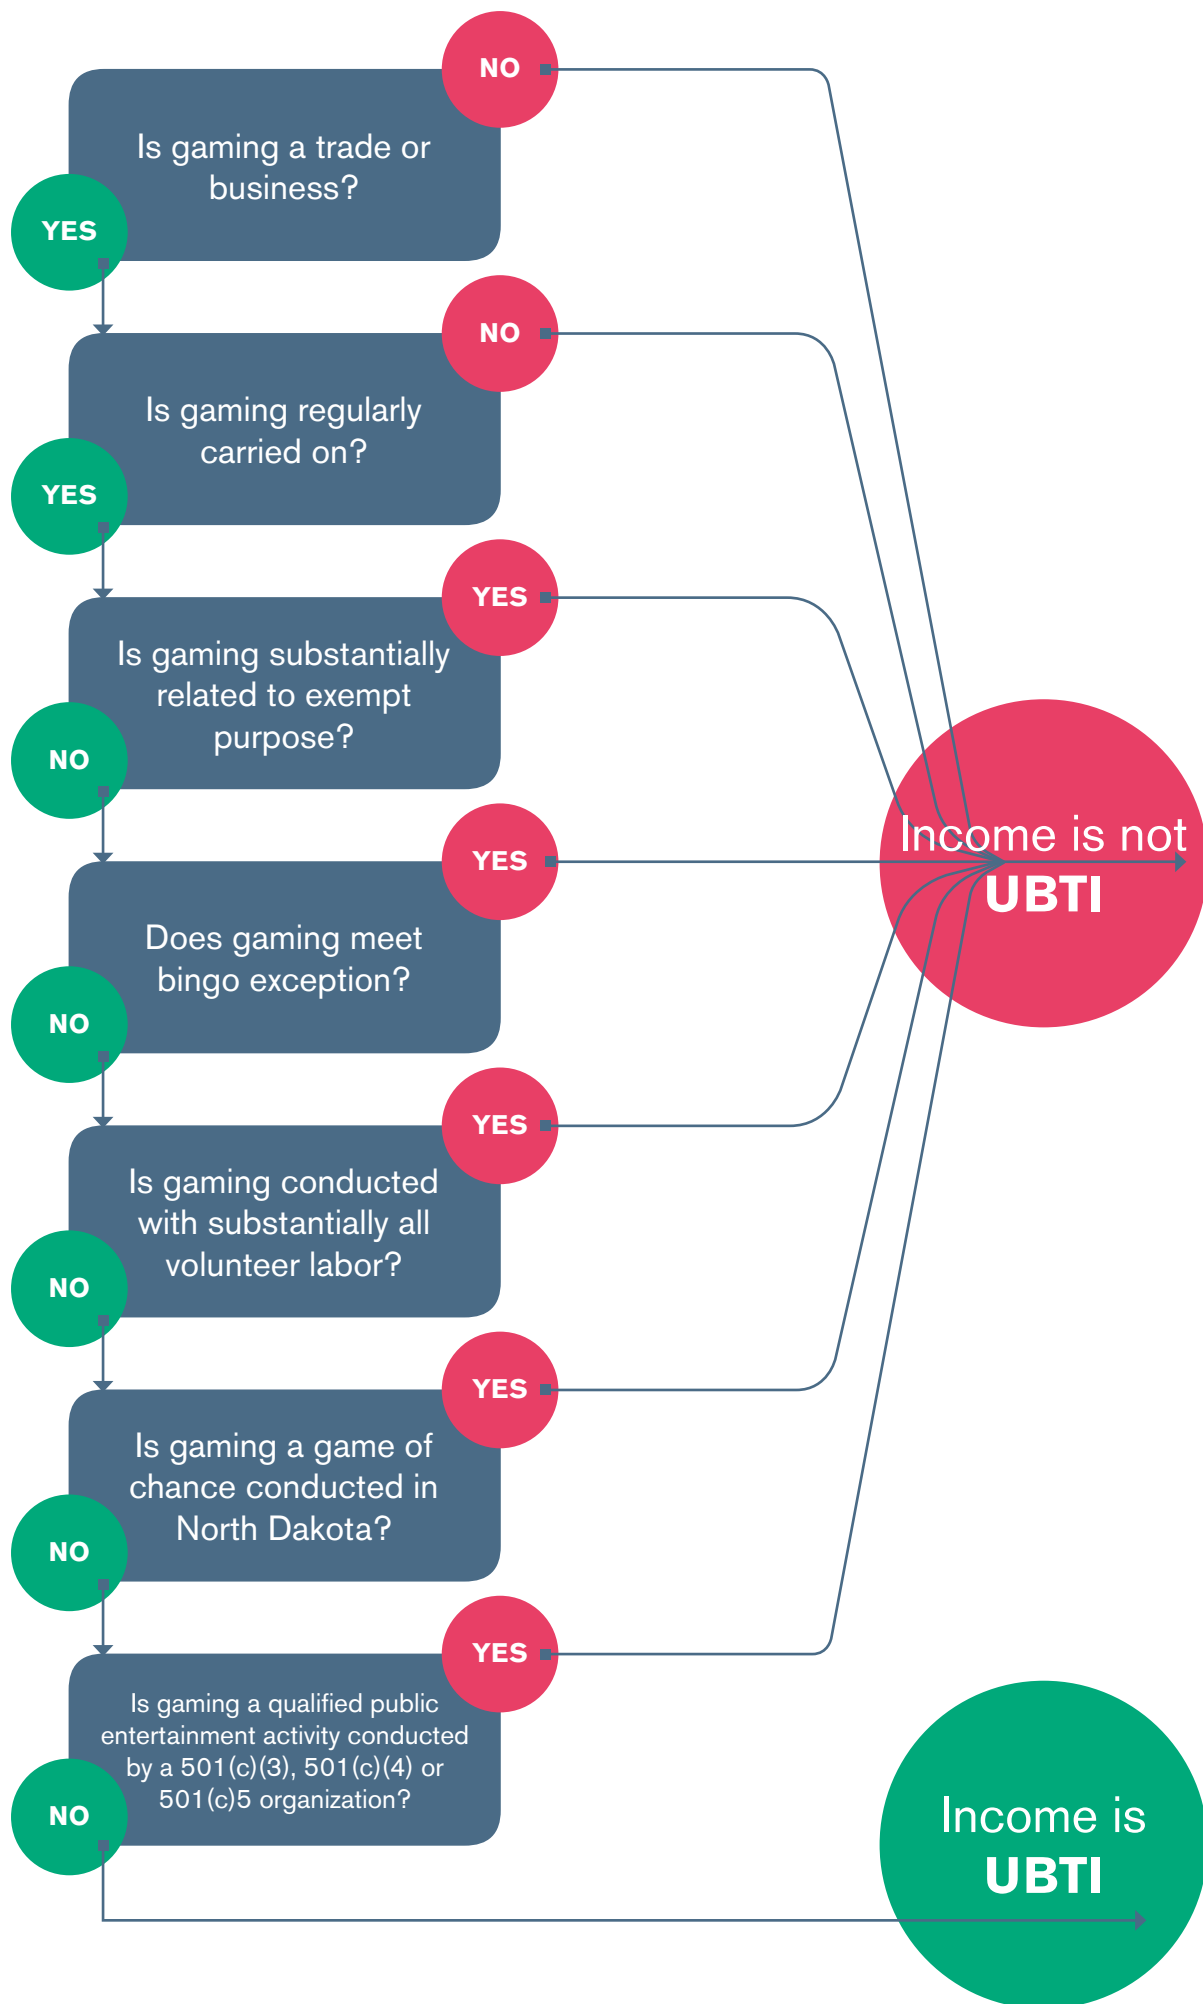 NO
Is gaming a trade or
business?
YES
NO
Is gaming regularly
carried on?
YES
YES
Is gaming substantially
related to exempt
purpose?
NO
YES
Does gaming meet
bingo exception?
NO
YES
Is gaming conducted
with substantially all
volunteer labor?
NO
YES
Is gaming a game of
chance conducted in
North Dakota?
NO
YES
Is gaming a qualified public
entertainment activity conducted
by a 501(c)(3), 501(c)(4) or
501(c)5 organization?
NO
Income is not
UBTI
Income is
UBTI